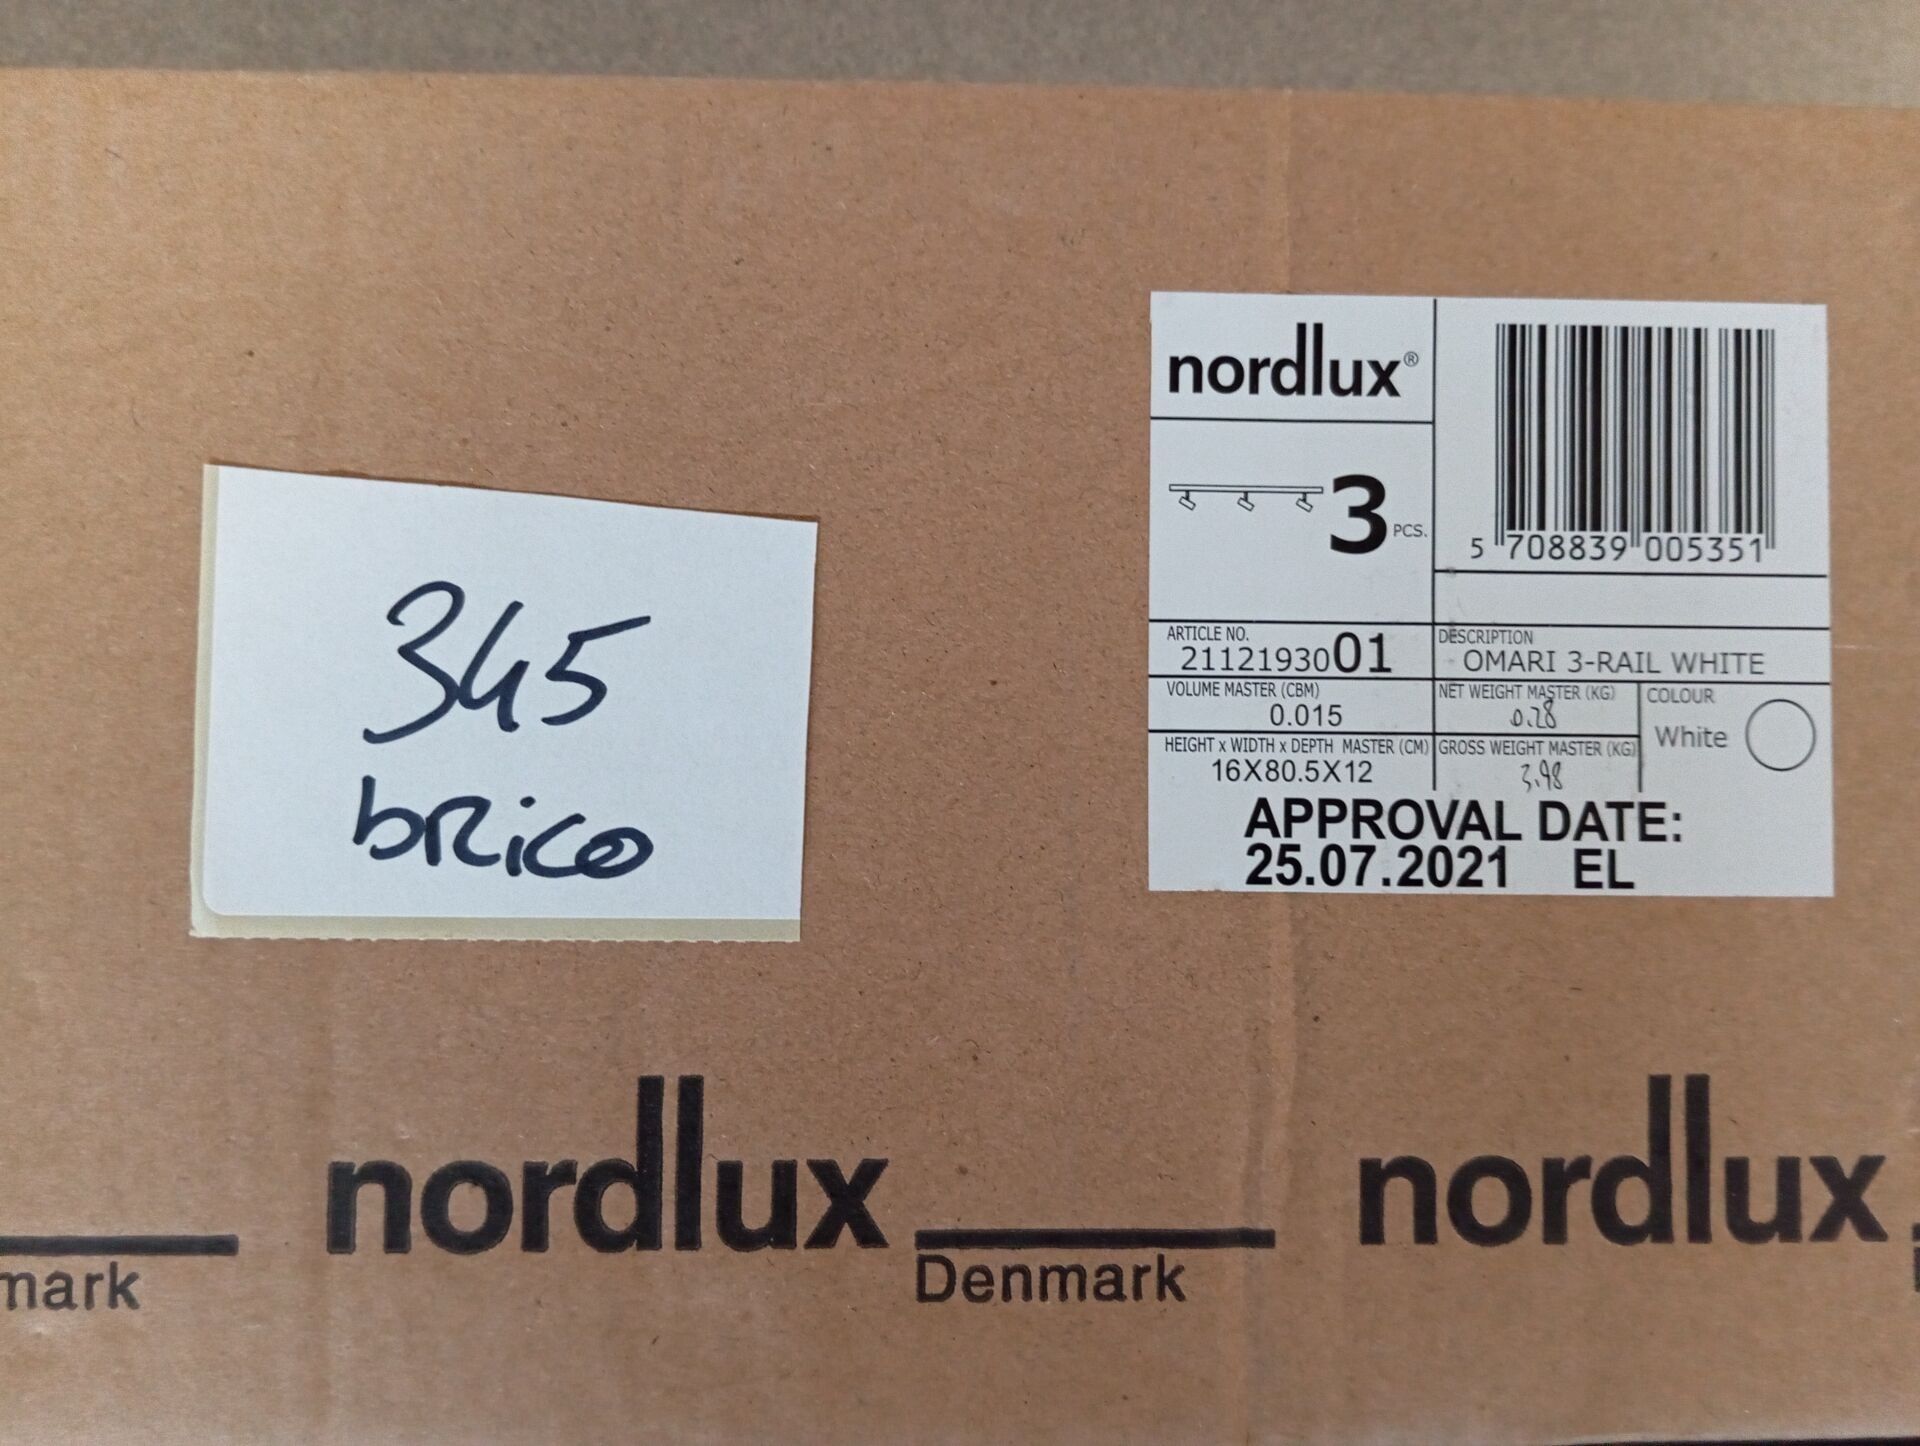 345
brico
nordlux®
3 PCS.
5 708839 005351
ARTICLE NO.
2112193001
DESCRIPTION
OMARI 3-RAIL WHITE
VOLUME MASTER (CBM)
0.015
NET WEIGHT MASTER (KG)
0.28
COLOUR
White
HEIGHT x WIDTH x DEPTH MASTER (CM)
16X80.5X12
GROSS WEIGHT MASTER (KG)
3.98
APPROVAL DATE:
25.07.2021 EL
mark
nordlux
Denmark
nordlux